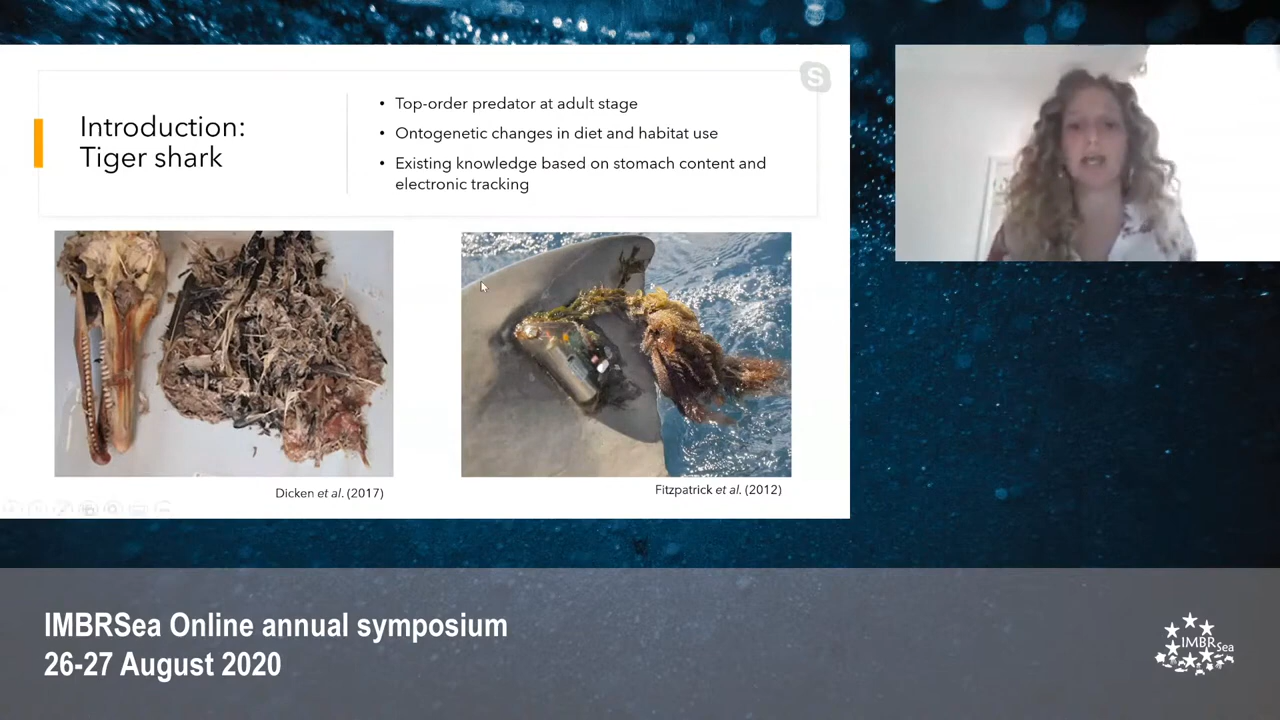 Introduction:
Tiger shark
• Top-order predator at adult stage
• Ontogenetic changes in diet and habitat use
• Existing knowledge based on stomach content and
electronic tracking
S
Dicken et al. (2017)
Fitzpatrick et al. (2012)
IMBRSea Online annual symposium
26-27 August 2020
IMBRSea